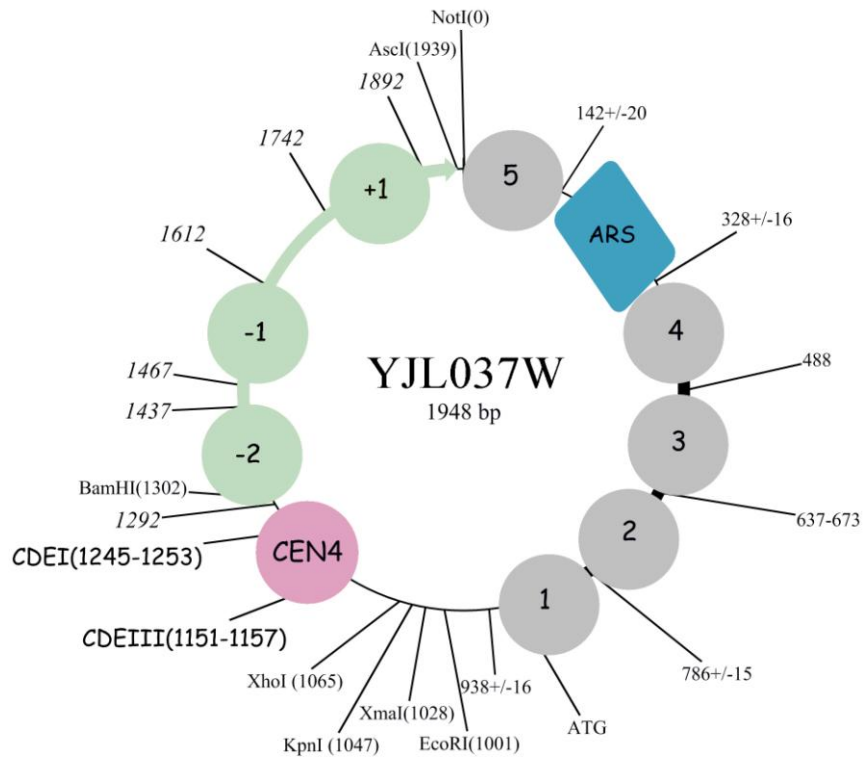 NotI(0)
AscI(1939)
1892
142+/-20
1742
+1
5
ARS
328+/-16
1612
-1
4
YJL037W
1948 bp
1467
488
1437
3
-2
BamHI(1302)
1292
637-673
CDEI(1245-1253)
CEN4
2
1
CDEIII(1151-1157)
XhoI (1065)
938+/-16
786+/-15
XmaI(1028)
ATG
KpnI (1047)
EcoRI(1001)